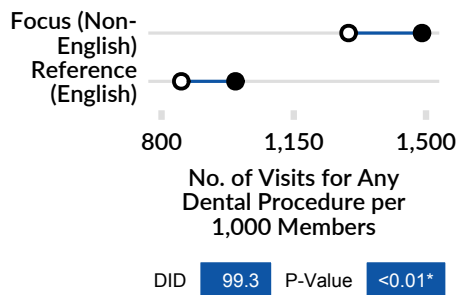 Focus (Non-
English)
Reference
(English)
800 1,150 1,500
No. of Visits for Any
Dental Procedure per
1,000 Members
DID 99.3 P-Value <0.01*